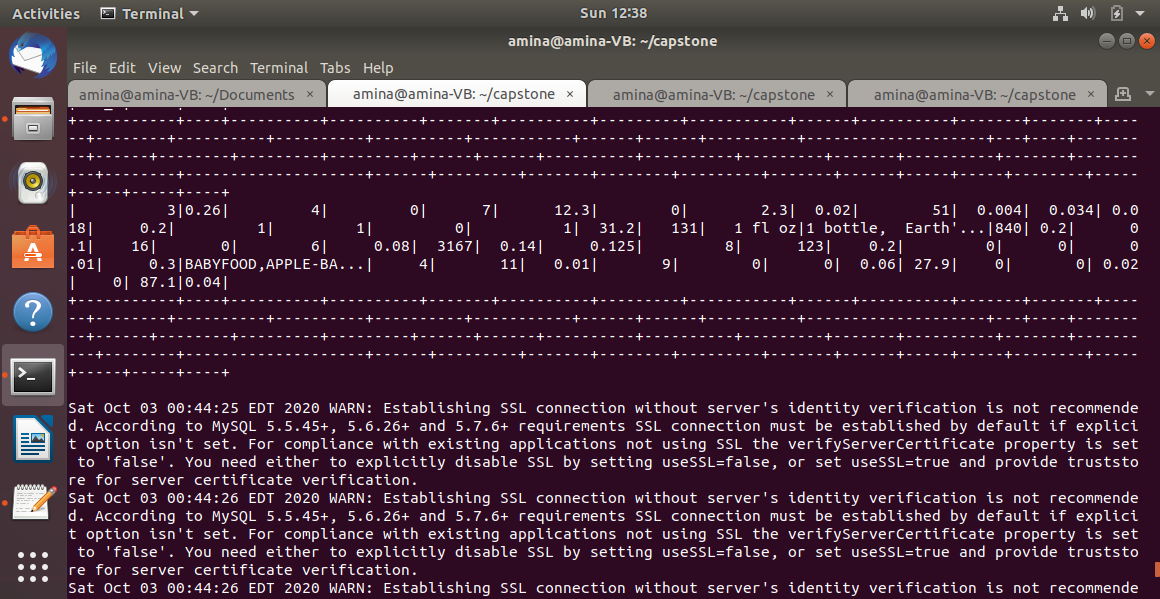 Activities Terminal Sun 12:38
amina@amina-VB: ~/capstone
File Edit View Search Terminal Tabs Help
amina@amina-VB: ~/Documents × amina@amina-VB: ~/capstone × amina@amina-VB: ~/capstone × amina@amina-VB: ~/capstone ×
+-----------+----+----------+----------+-------+----------+---------+-----------+------+----------+-------+-------+----
--+---------+----------+---------+----------+---------+------+-----+--------+-------------------------------+---+----+-------
--+------+--------+---------+-------+-----+------+-------------+---------+--------+-------+-----------+-------
---+--------+--------------------+------+---------+-------+-----------+---------+-------+------+-----+--------+-------
+-----+-----+----+
|          3|0.26|         4|         0|      7|      12.3|        0|        2.3|  0.02|        51|  0.004|  0.034| 0.0
18|      0.2|         1|         1|         0|         1|  31.2|   131|   1 fl oz|1 bottle,  Earth'...|840| 0.2|      0
.1|    16|       0|        6|      0.08|  3167|  0.14|      0.125|       8|       123|    0.2|          0|      0|      0
.01|     0.3|BABYFOOD,APPLE-BA...|     4|       11|   0.01|        9|        0|       0|  0.06| 27.9|    0|       0| 0.02
|    0| 87.1|0.04|
+-----------+----+----------+----------+-------+----------+---------+-----------+------+----------+-------+-------+----
--+---------+----------+---------+----------+---------+------+-----+--------+-------------------------------+---+----+-------
--+------+--------+---------+-------+-----+------+-------------+---------+--------+-------+-----------+-------
---+--------+--------------------+------+---------+-------+-----------+---------+-------+------+-----+--------+-------
+-----+-----+----+
Sat Oct 03 00:44:25 EDT 2020 WARN: Establishing SSL connection without server's identity verification is not recommende
d. According to MySQL 5.5.45+, 5.6.26+ and 5.7.6+ requirements SSL connection must be established by default if explici
t option isn't set. For compliance with existing applications not using SSL the verifyServerCertificate property is set
 to 'false'. You need either to explicitly disable SSL by setting useSSL=false, or set useSSL=true and provide truststo
re for server certificate verification.
Sat Oct 03 00:44:26 EDT 2020 WARN: Establishing SSL connection without server's identity verification is not recommende
d. According to MySQL 5.5.45+, 5.6.26+ and 5.7.6+ requirements SSL connection must be established by default if explici
t option isn't set. For compliance with existing applications not using SSL the verifyServerCertificate property is set
 to 'false'. You need either to explicitly disable SSL by setting useSSL=false, or set useSSL=true and provide truststo
re for server certificate verification.
Sat Oct 03 00:44:26 EDT 2020 WARN: Establishing SSL connection without server's identity verification is not recommende